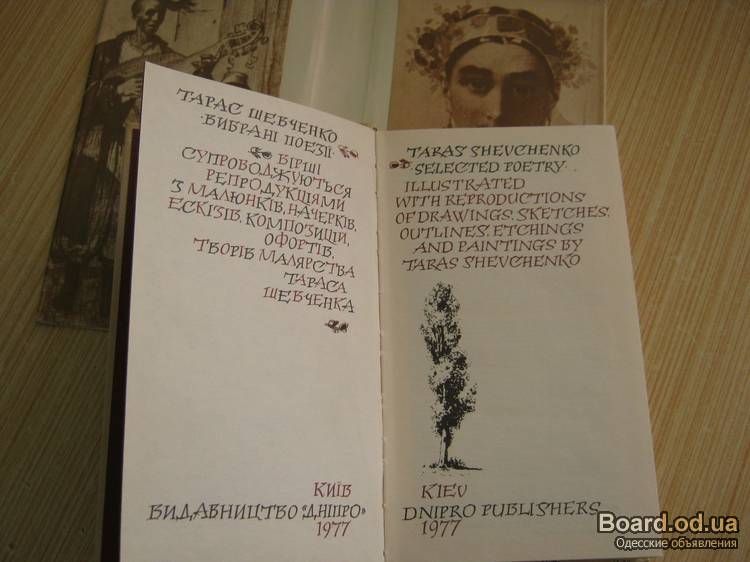 ТАРАС ШЕВЧЕНКО
·ВИБРАНІ ПОЕЗІЇ·
ВІРШІ
СУПРОВОДЖУЮТЬСЯ
РЕПРОДУКЦІЯМИ
З МАЛЮНКІВ, НАЧЕРКІВ,
ЕСКІЗІВ, КОМПОЗИЦІЙ,
ОФОРТІВ,
ТВОРІВ МАЛЯРСТВА
ТАРАСА
ШЕВЧЕНКА
КИЇВ
ВИДАВНИЦТВО «ДНІПРО»
1977
TARAS SHEVCHENKO
·SELECTED POETRY·
ILLUSTRATED
WITH REPRODUCTIONS
OF DRAWINGS, SKETCHES,
OUTLINES, ETCHINGS
AND PAINTINGS BY
TARAS SHEVCHENKO
KIEV
DNIPRO PUBLISHERS
1977
Board.od.ua
Одесские объявления